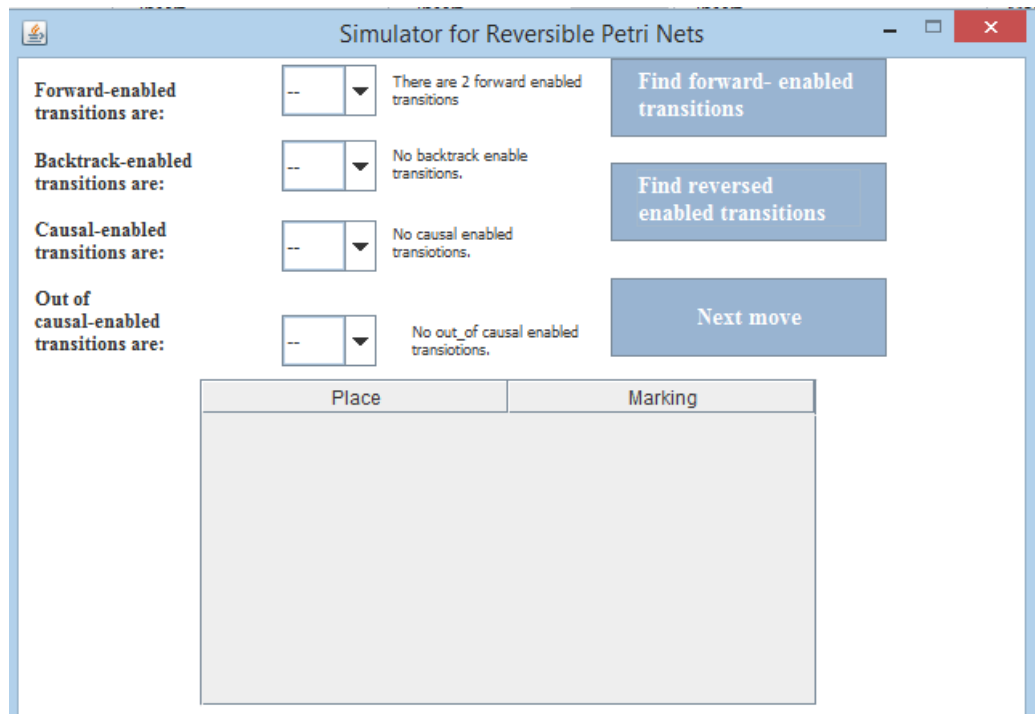 Simulator for Reversible Petri Nets
Forward-enabled
transitions are:
--
There are 2 forward enabled
transitions
Find forward- enabled
transitions
Backtrack-enabled
transitions are:
--
No backtrack enable
transitions.
Find reversed
enabled transitions
Causal-enabled
transitions are:
--
No causal enabled
transiotions.
Out of
causal-enabled
transitions are:
--
No out_of causal enabled
transiotions.
Next move
Place
Marking